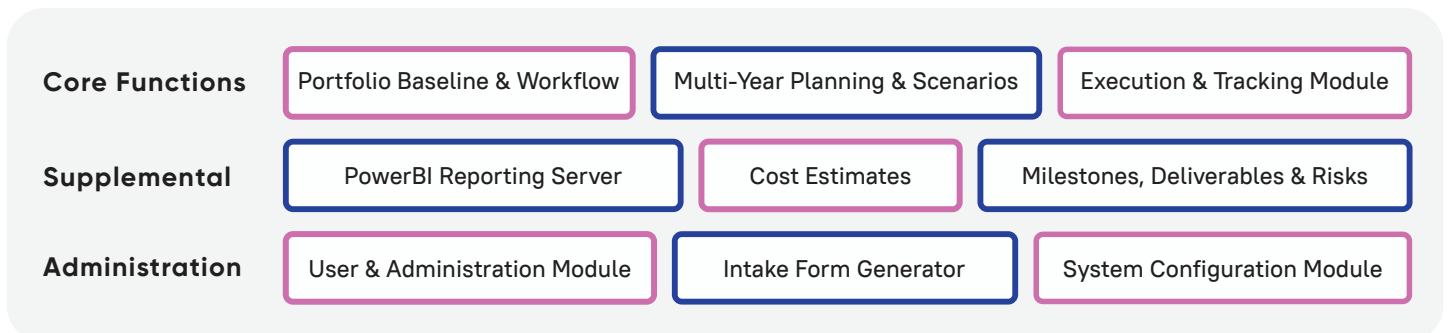 Core Functions
Portfolio Baseline & Workflow
Multi-Year Planning & Scenarios
Execution & Tracking Module
Supplemental
PowerBI Reporting Server
Cost Estimates
Milestones, Deliverables & Risks
Administration
User & Administration Module
Intake Form Generator
System Configuration Module